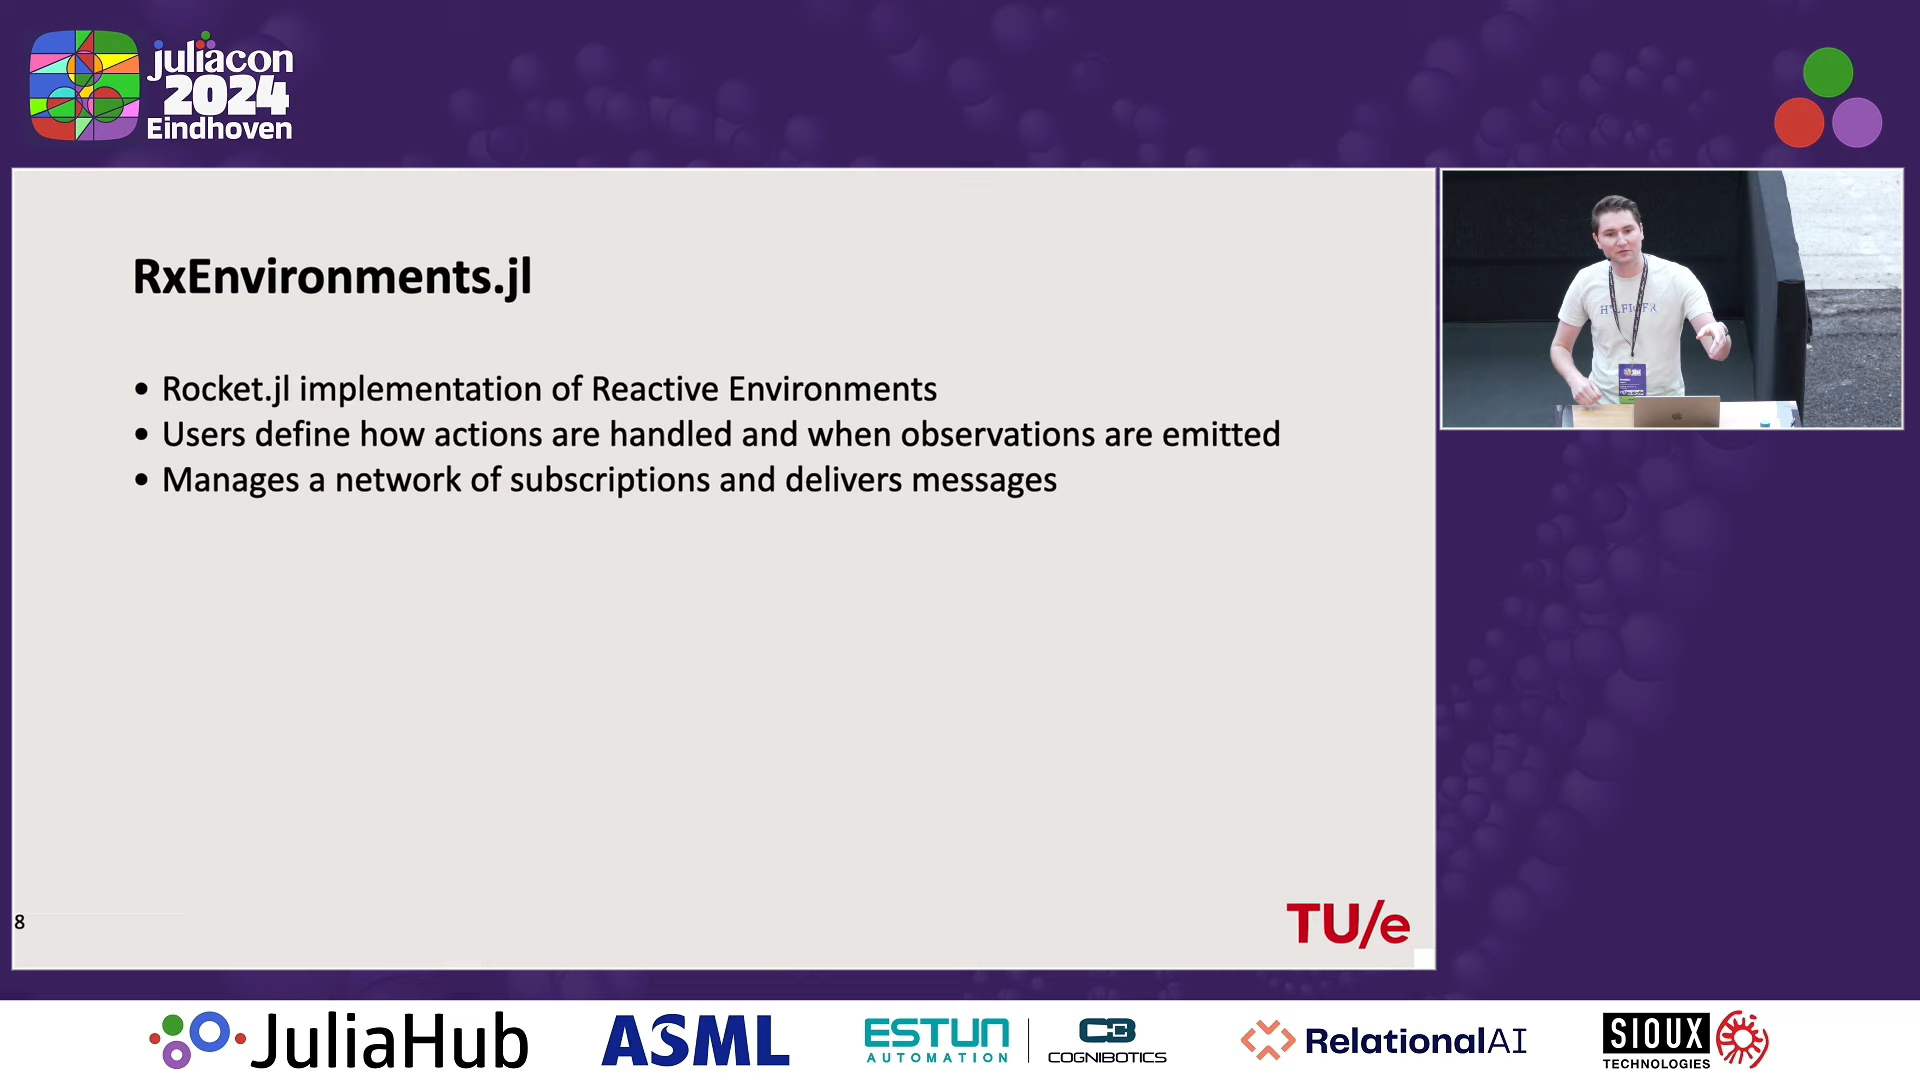 juliacon
2024
Eindhoven
RxEnvironments.jl
• Rocket.jl implementation of Reactive Environments
• Users define how actions are handled and when observations are emitted
• Manages a network of subscriptions and delivers messages
8
TU/e
JuliaHub
ASML
ESTUN
AUTOMATION
COGNIBOTICS
RelationalAI
SIOUX
TECHNOLOGIES